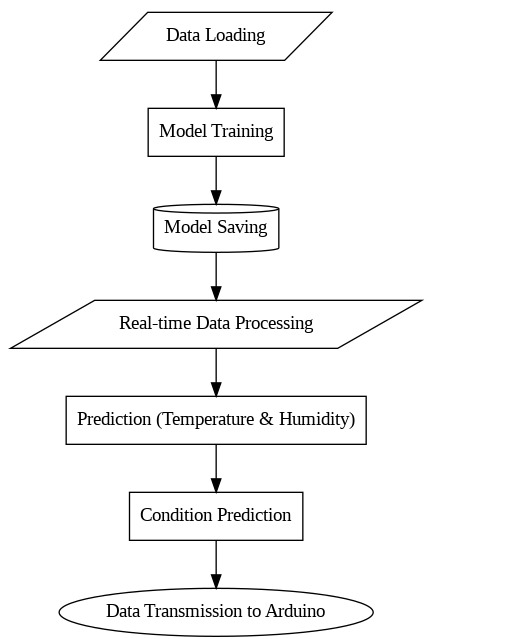 Data Loading
Model Training
Model Saving
Real-time Data Processing
Prediction (Temperature & Humidity)
Condition Prediction
Data Transmission to Arduino